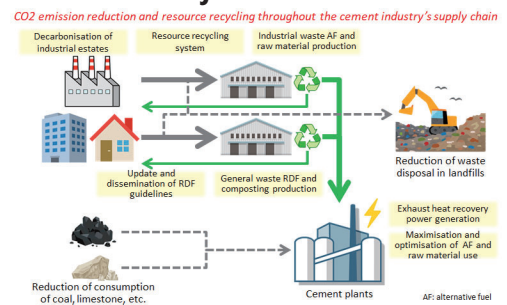 CO2 emission reduction and resource recycling throughout the cement industry's supply chain
Decarbonisation of
industrial estates
Resource recycling
system
Industrial waste AF and
raw material production
Reduction of waste
disposal in landfills
Update and
dissemination of RDF
guidelines
General waste RDF and
composting production
Exhaust heat recovery
power generation
Maximisation and
optimisation of AF and
raw material use
Reduction of consumption
of coal, limestone, etc.
Cement plants
AF: alternative fuel